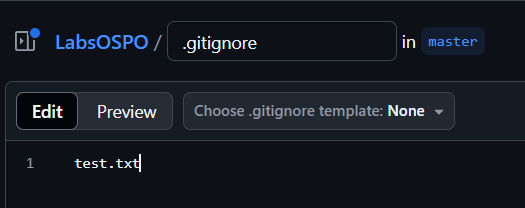 LabsOSPO / .gitignore in master
Edit Preview Choose .gitignore template: None
1 test.txt